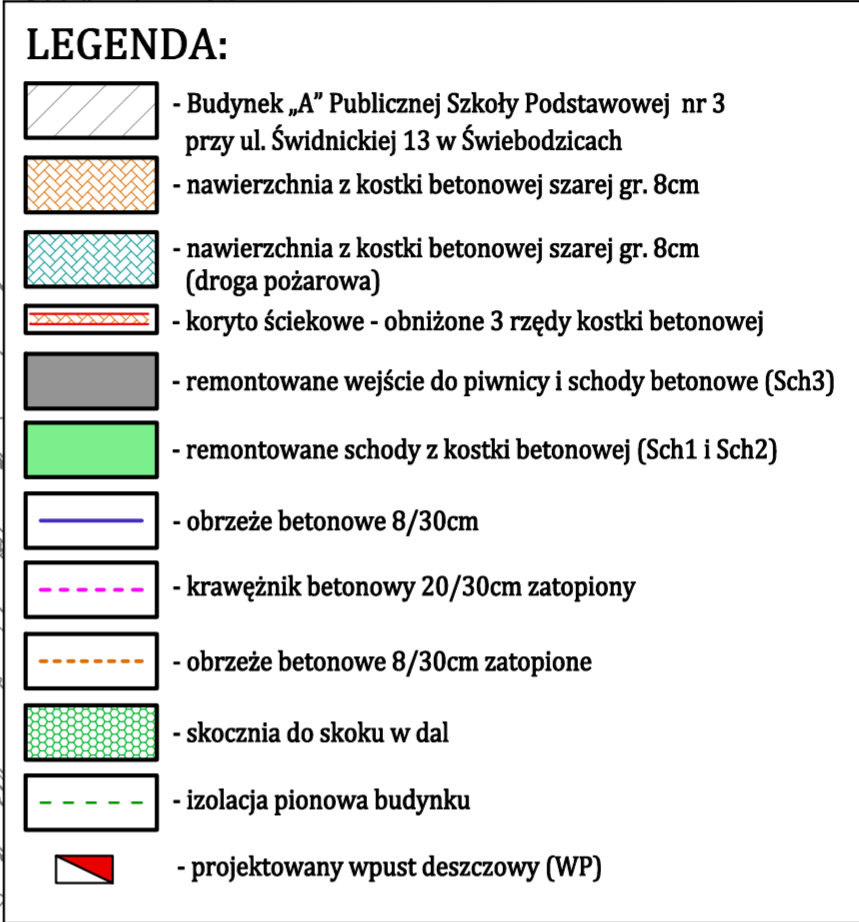 LEGENDA:
- Budynek „A” Publicznej Szkoły Podstawowej nr 3
przy ul. Świdnickiej 13 w Świebodzicach
- nawierzchnia z kostki betonowej szarej gr. 8cm
- nawierzchnia z kostki betonowej szarej gr. 8cm
(droga pożarowa)
- koryto ściekowe - obniżone 3 rzędy kostki betonowej
- remontowane wejście do piwnicy i schody betonowe (Sch3)
- remontowane schody z kostki betonowej (Sch1 i Sch2)
- obrzeże betonowe 8/30cm
- krawężnik betonowy 20/30cm zatopiony
- obrzeże betonowe 8/30cm zatopione
- skocznia do skoku w dal
- izolacja pionowa budynku
- projektowany wpust deszczowy (WP)